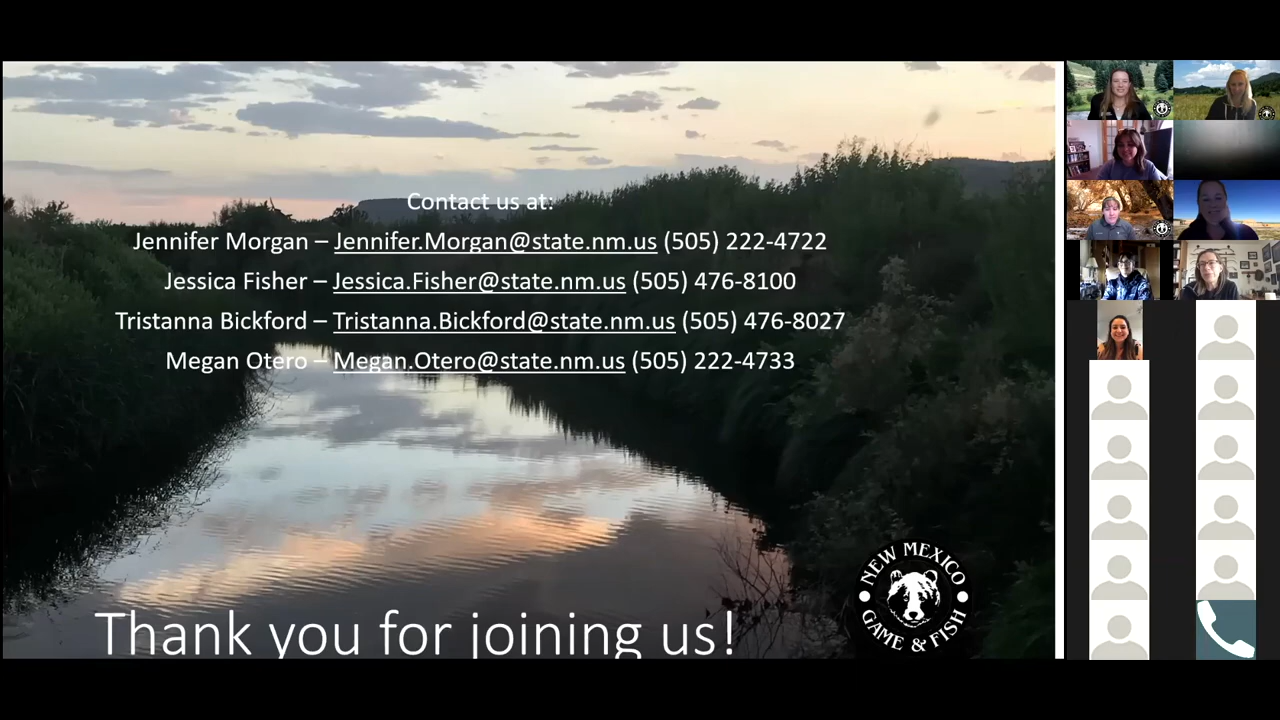 Contact us at:
Jennifer Morgan – Jennifer.Morgan@state.nm.us (505) 222-4722
Jessica Fisher – Jessica.Fisher@state.nm.us (505) 476-8100
Tristanna Bickford – Tristanna.Bickford@state.nm.us (505) 476-8027
Megan Otero – Megan.Otero@state.nm.us (505) 222-4733
NEW MEXICO
GAME & FISH
Thank you for joining us!